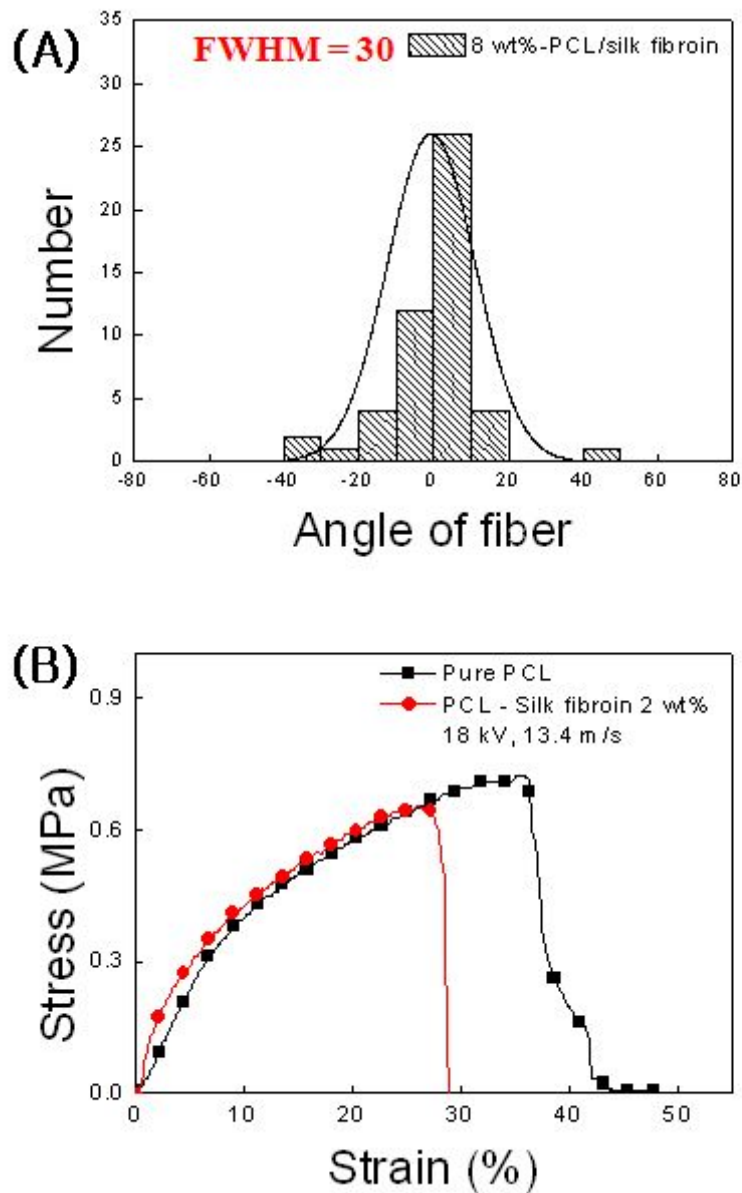 (A)
FWHM = 30
8 wt%-PCL/silk fibroin
35
30
25
20
15
10
5
0
Number
-80 -60 -40 -20 0 20 40 60 80
Angle of fiber
(B)
Pure PCL
PCL - Silk fibroin 2 wt%
18 kV, 13.4 m/s
0.9
0.6
0.3
0.0
Stress (MPa)
0 10 20 30 40 50
Strain (%)